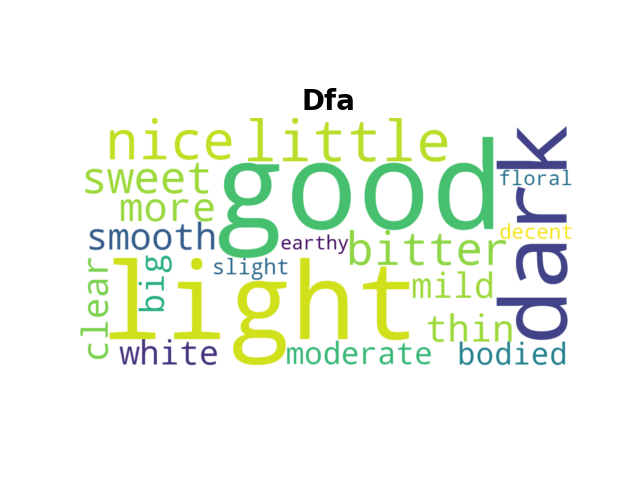 Dfa
nice little
sweet good floral
more dark
smooth earthy bitter decent
clear big slight light mild
thin
white moderate bodied